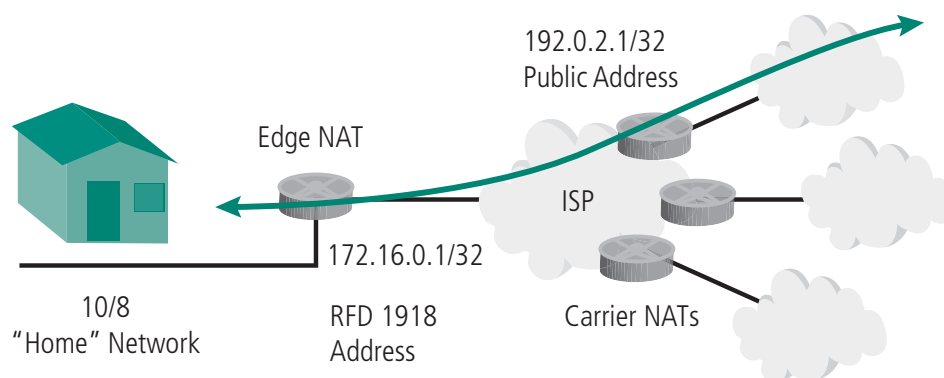 192.0.2.1/32
Public Address
Edge NAT
ISP
172.16.0.1/32
10/8
"Home" Network
RFD 1918
Address
Carrier NATs